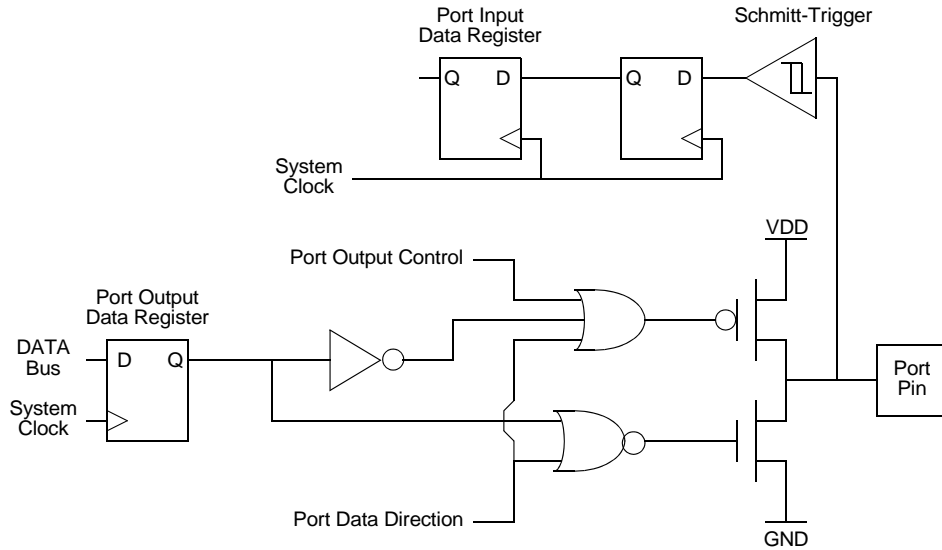 Port Input
Data Register
Schmitt-Trigger
Q D
Q D
System
Clock
VDD
Port Output Control
Port Output
Data Register
DATA
Bus
D Q
Port
Pin
System
Clock
Port Data Direction
GND